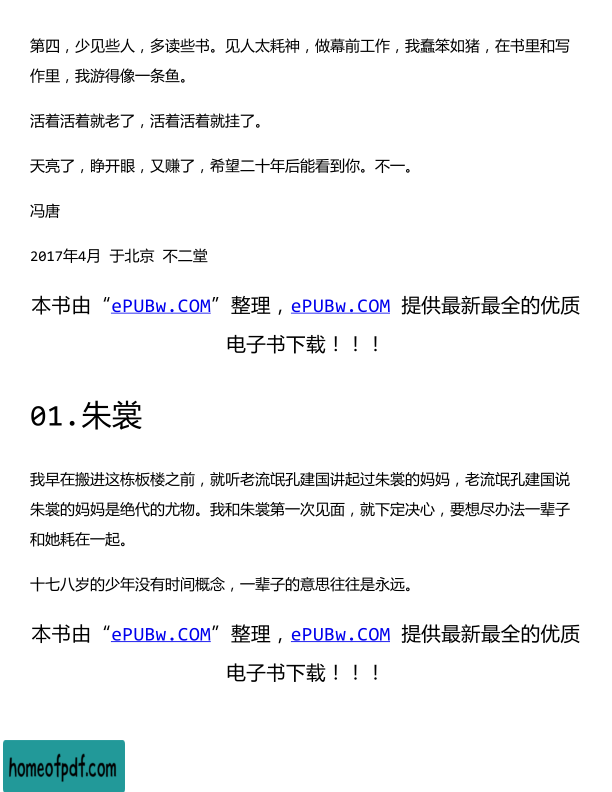 第四，少见些人，多读些书。见人太耗神，做幕前工作，我蠢笨如猪，在书里和写
作里，我游得像一条鱼。
活着活着就老了，活着活着就挂了。
天亮了，睁开眼，又赚了，希望二十年后能看到你。不一。
冯唐
2017年4月 于北京 不二堂
本书由“ePUBw.COM”整理，ePUBw.COM 提供最新最全的优质
电子书下载！！！
01.朱裳
我早在搬进这栋板楼之前，就听老流氓孔建国讲起过朱裳的妈妈，老流氓孔建国说
朱裳的妈妈是绝代的尤物。我和朱裳第一次见面，就下定决心，要想尽办法一辈子
和她耗在一起。
十七八岁的少年没有时间概念，一辈子的意思往往是永远。
本书由“ePUBw.COM”整理，ePUBw.COM 提供最新最全的优质
电子书下载！！！
homeofpdf.com